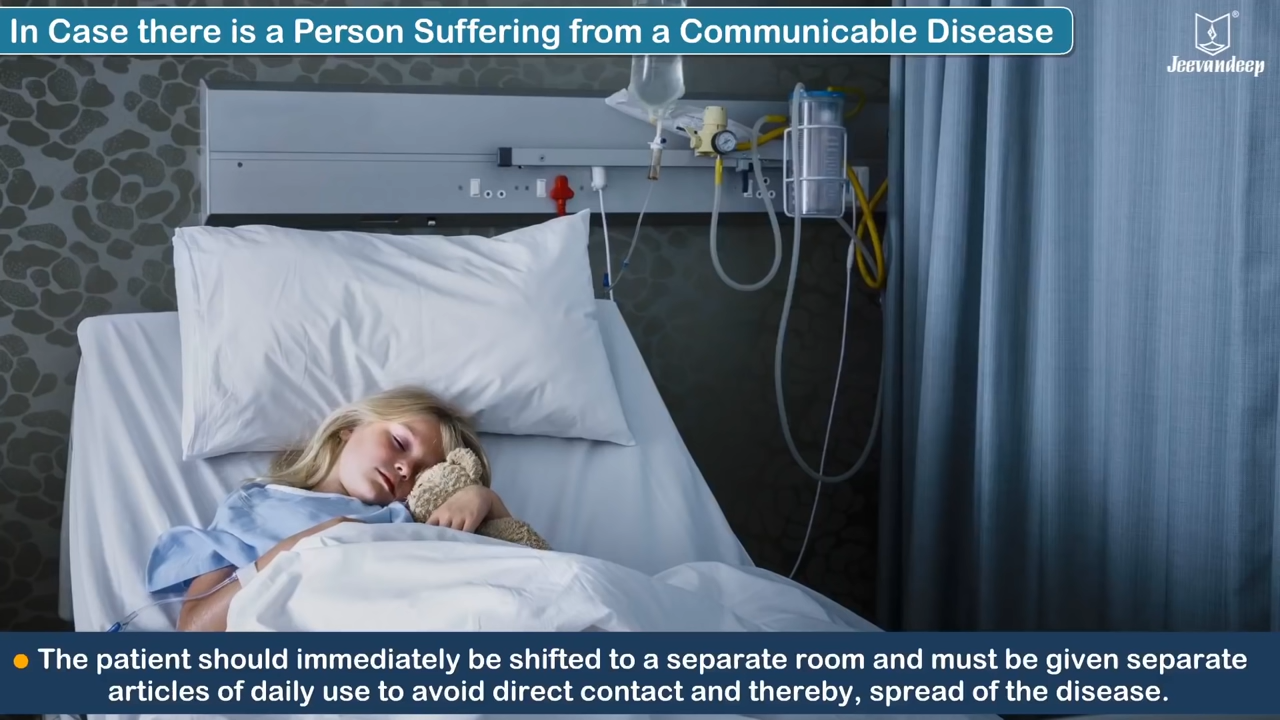 In Case there is a Person Suffering from a Communicable Disease
Jeevandeep
The patient should immediately be shifted to a separate room and must be given separate
articles of daily use to avoid direct contact and thereby, spread of the disease.